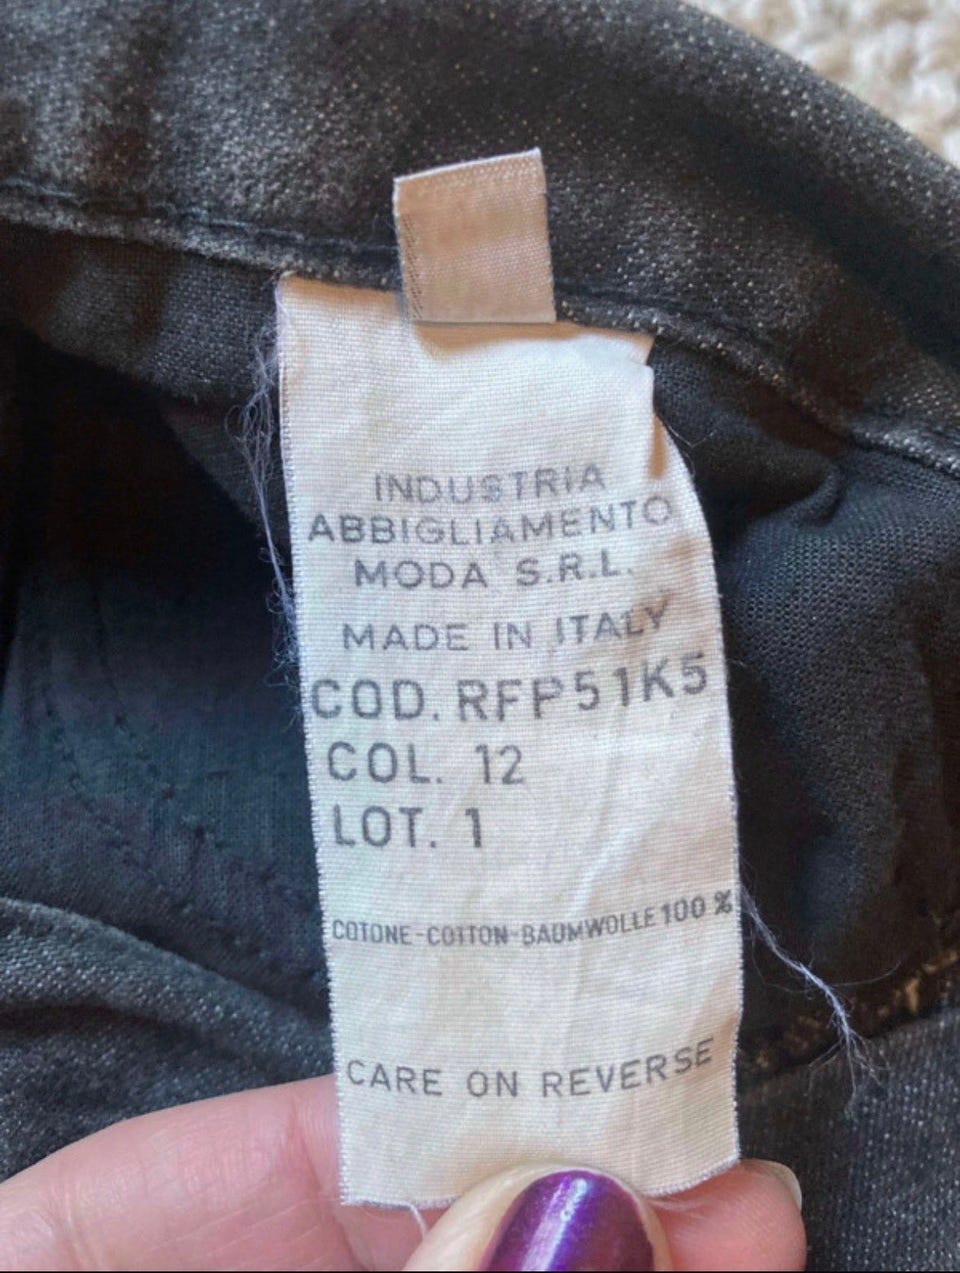 INDUSTRIA
ABBIGLIAMENTO
MODA S.R.L.
MADE IN ITALY
COD. RFP51K5
COL. 12
LOT. 1
COTONE-COTTON-BAUMWOLLE 100 %
CARE ON REVERSE